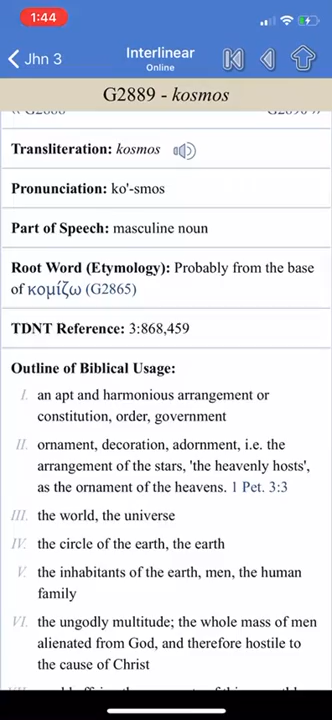 1:44
Jhn 3
Interlinear
Online
G2889 - kosmos
Transliteration: kosmos
Pronunciation: ko'-smos
Part of Speech: masculine noun
Root Word (Etymology): Probably from the base
of κομίζω (G2865)
TDNT Reference: 3:868,459
Outline of Biblical Usage:
I. an apt and harmonious arrangement or
constitution, order, government
II. ornament, decoration, adornment, i.e. the
arrangement of the stars, 'the heavenly hosts',
as the ornament of the heavens. 1 Pet. 3:3
III. the world, the universe
IV. the circle of the earth, the earth
V. the inhabitants of the earth, men, the human
family
VI. the ungodly multitude; the whole mass of men
alienated from God, and therefore hostile to
the cause of Christ